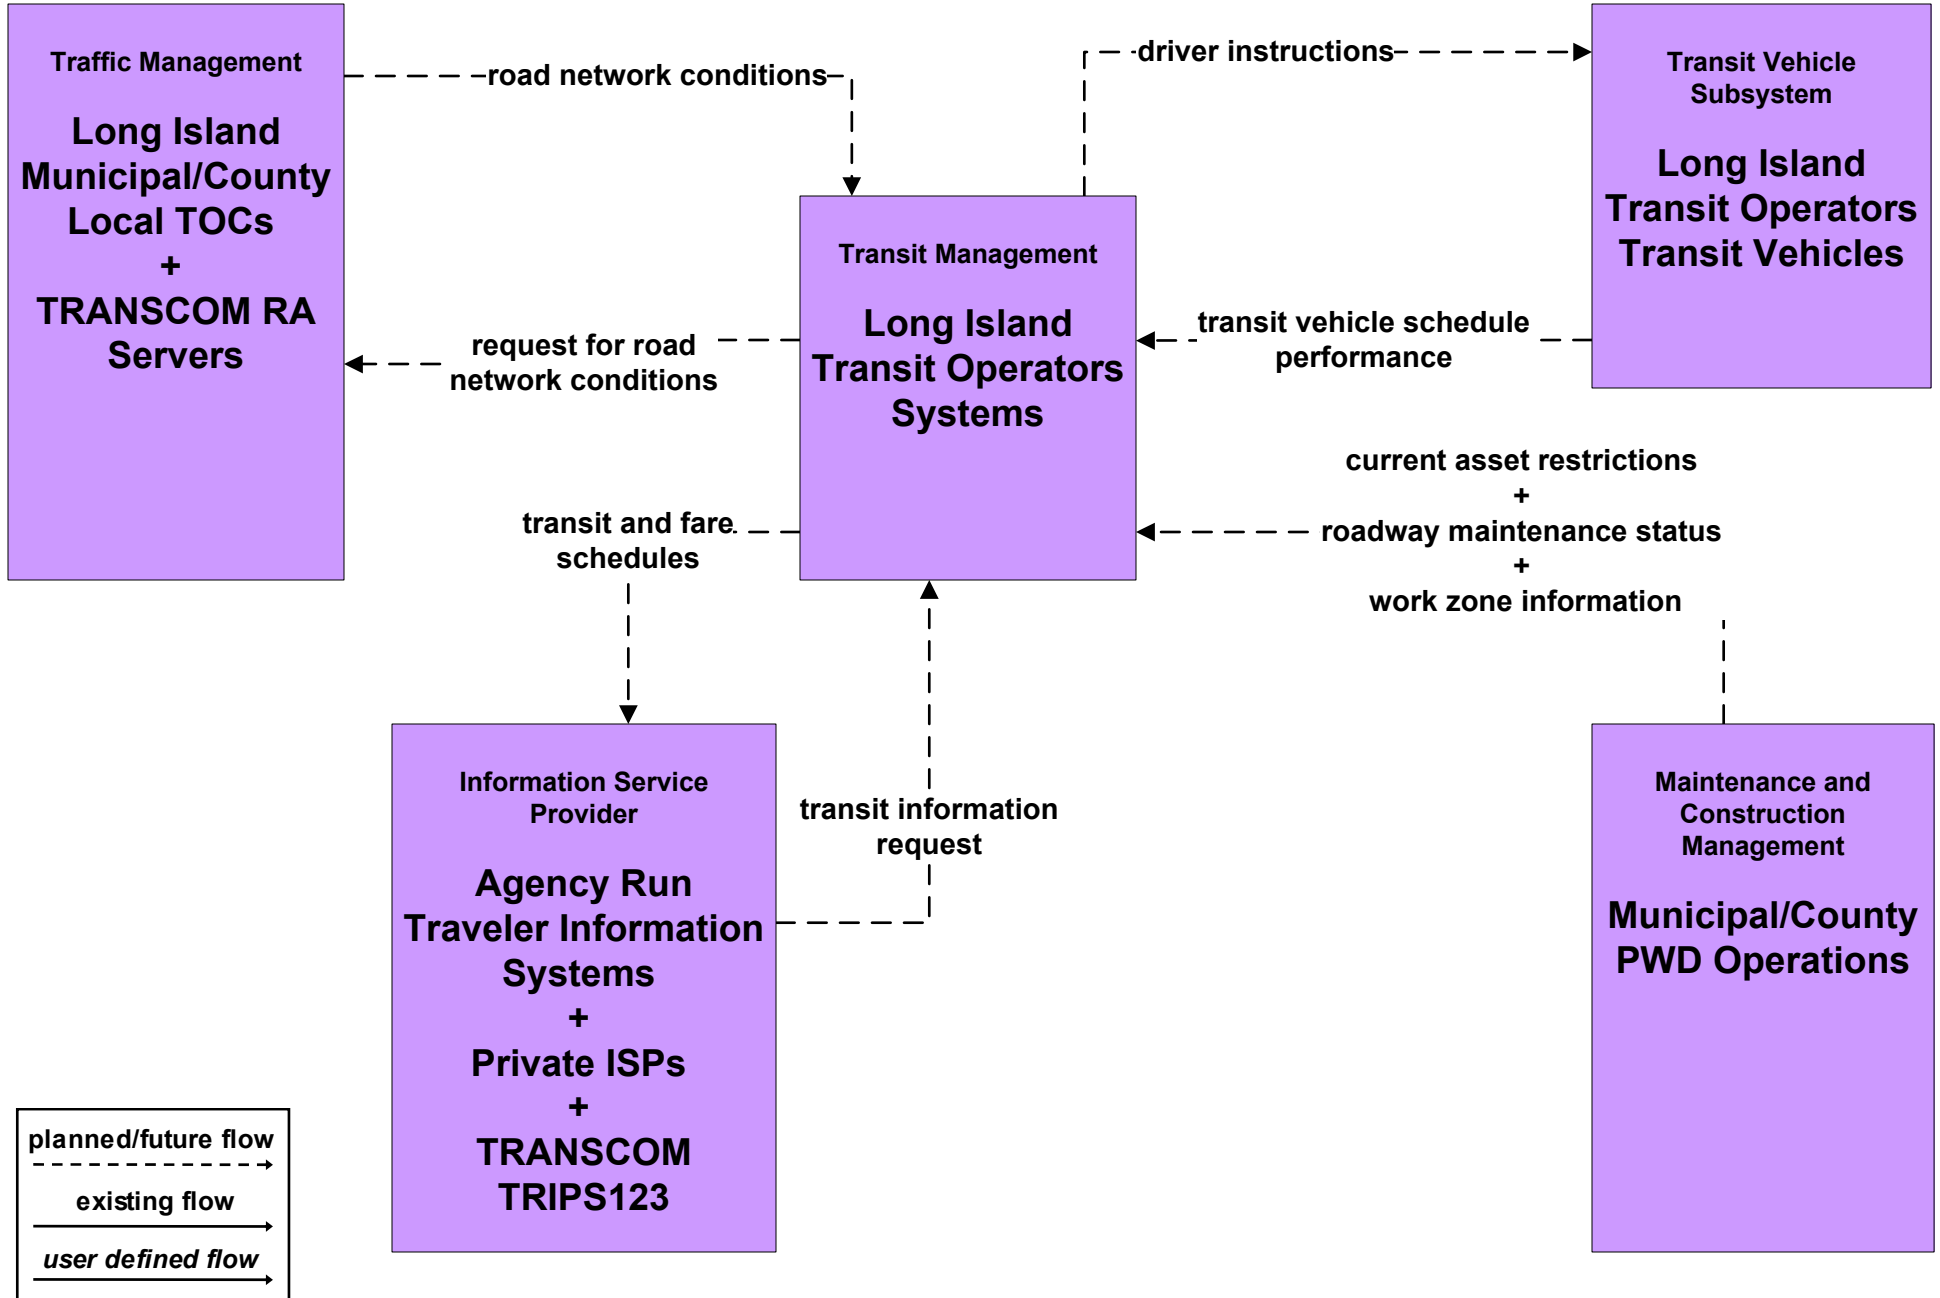 Traffic Management
Long Island
Municipal/County
Local TOCs
+
TRANSCOM RA
Servers
road network conditions
driver instructions
Transit Vehicle
Subsystem
Long Island
Transit Operators
Transit Vehicles
Transit Management
Long Island
Transit Operators
Systems
request for road
network conditions
transit vehicle schedule
performance
current asset restrictions
+
roadway maintenance status
+
work zone information
transit and fare
schedules
transit information
request
Information Service
Provider
Agency Run
Traveler Information
Systems
+
Private ISPs
+
TRANSCOM
TRIPS123
Maintenance and
Construction
Management
Municipal/County
PWD Operations
planned/future flow
existing flow
user defined flow